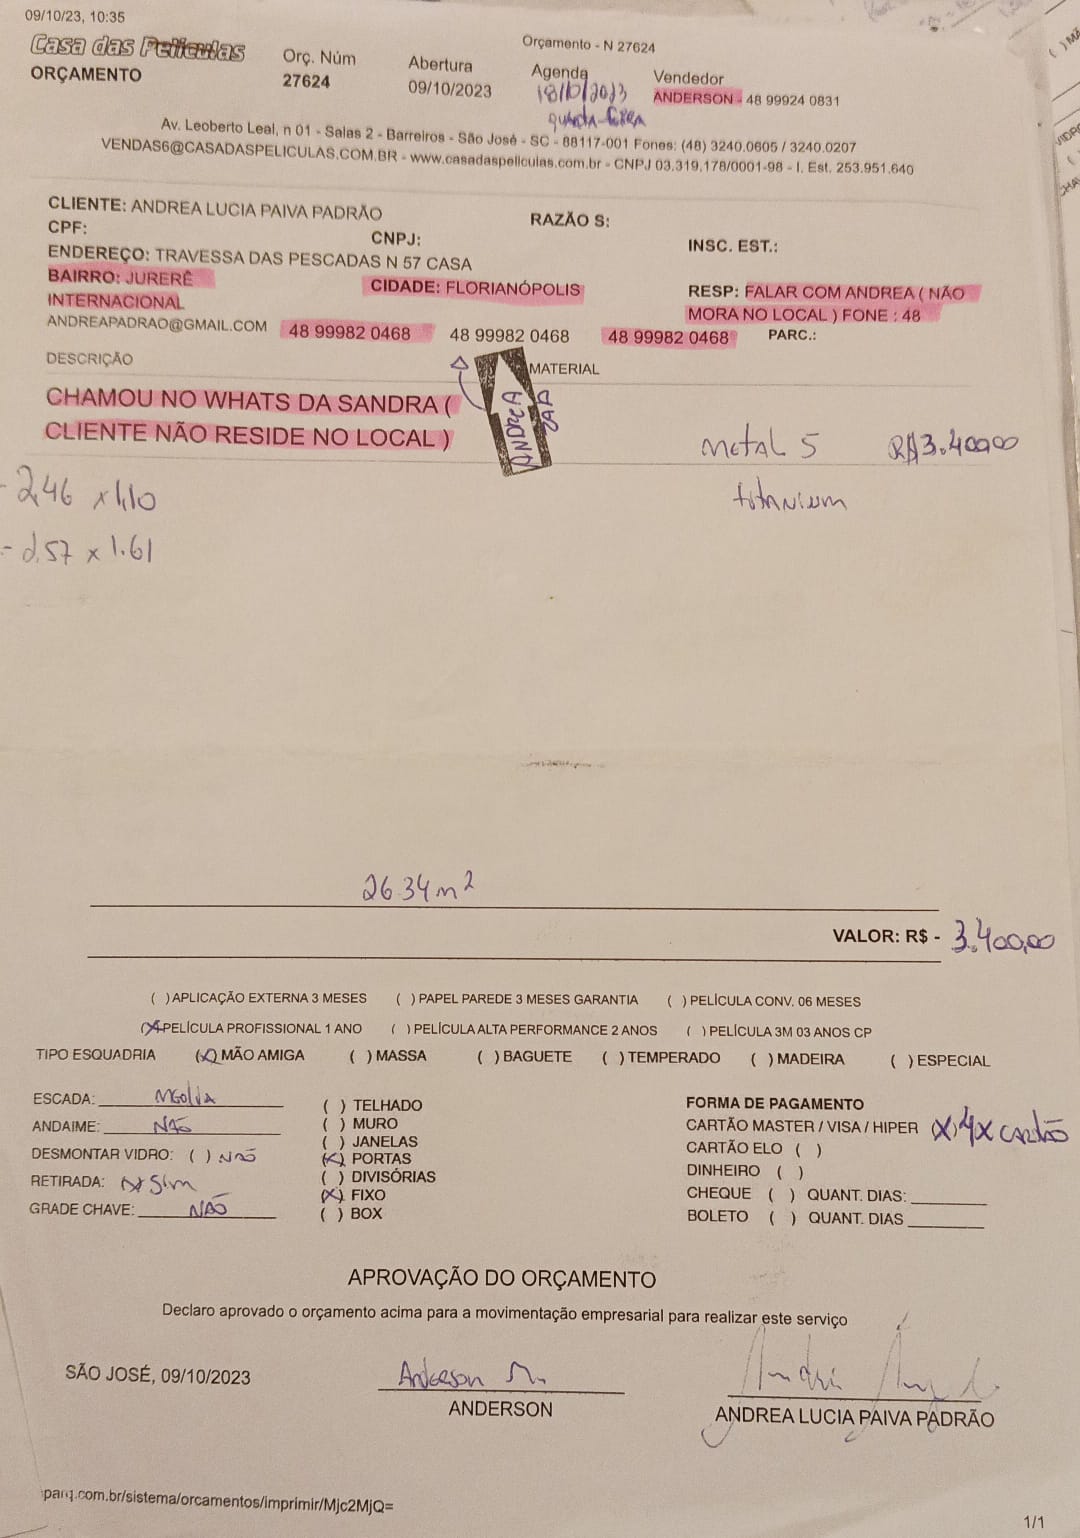 09/10/23, 10:35
Orçamento - N 27624
Casa das Películas
ORÇAMENTO
Orç. Núm
27624
Abertura
09/10/2023
Agenda
18/10/2023
quarta-feira
Vendedor
ANDERSON - 48 99924 0831
Av. Leoberto Leal, n 01 - Salas 2 - Barreiros - São José - SC - 88117-001 Fones: (48) 3240.0605 / 3240.0207
VENDAS6@CASADASPELICULAS.COM.BR - www.casadaspeliculas.com.br - CNPJ 03.319.178/0001-98 - I. Est. 253.951.640
CLIENTE: ANDREA LUCIA PAIVA PADRÃO
RAZÃO S:
CPF:
CNPJ:
INSC. EST.:
ENDEREÇO: TRAVESSA DAS PESCADAS N 57 CASA
BAIRRO: JURERÊ
INTERNACIONAL
CIDADE: FLORIANÓPOLIS
RESP: FALAR COM ANDREA ( NÃO
MORA NO LOCAL ) FONE : 48
ANDREAPADRAO@GMAIL.COM
48 99982 0468
48 99982 0468
48 99982 0468
PARC.:
DESCRIÇÃO
MATERIAL
CHAMOU NO WHATS DA SANDRA (
CLIENTE NÃO RESIDE NO LOCAL )
ANDREA
ZAP
Metal 5 R$3.400,00
titanium
- 2,46 x 1,10
- 2,57 x 1.61
26.34 m²
VALOR: R$ - 3.400,00
( ) APLICAÇÃO EXTERNA 3 MESES ( ) PAPEL PAREDE 3 MESES GARANTIA ( ) PELÍCULA CONV. 06 MESES
(X) PELÍCULA PROFISSIONAL 1 ANO ( ) PELÍCULA ALTA PERFORMANCE 2 ANOS ( ) PELÍCULA 3M 03 ANOS CP
TIPO ESQUADRIA (X) MÃO AMIGA ( ) MASSA ( ) BAGUETE ( ) TEMPERADO ( ) MADEIRA ( ) ESPECIAL
ESCADA:
ANDAIME: NÃO
DESMONTAR VIDRO: ( ) NÃO
RETIRADA: (X) Sim
GRADE CHAVE: NÃO
( ) TELHADO
( ) MURO
( ) JANELAS
(X) PORTAS
( ) DIVISÓRIAS
(X) FIXO
( ) BOX
FORMA DE PAGAMENTO
CARTÃO MASTER / VISA / HIPER (X) 4x cartão
CARTÃO ELO ( )
DINHEIRO ( )
CHEQUE ( ) QUANT. DIAS:
BOLETO ( ) QUANT. DIAS
APROVAÇÃO DO ORÇAMENTO
Declaro aprovado o orçamento acima para a movimentação empresarial para realizar este serviço
SÃO JOSÉ, 09/10/2023
Anderson
ANDERSON
ANDREA LUCIA PAIVA PADRÃO
parq.com.br/sistema/orcamentos/imprimir/Mjc2MjQ=
1/1